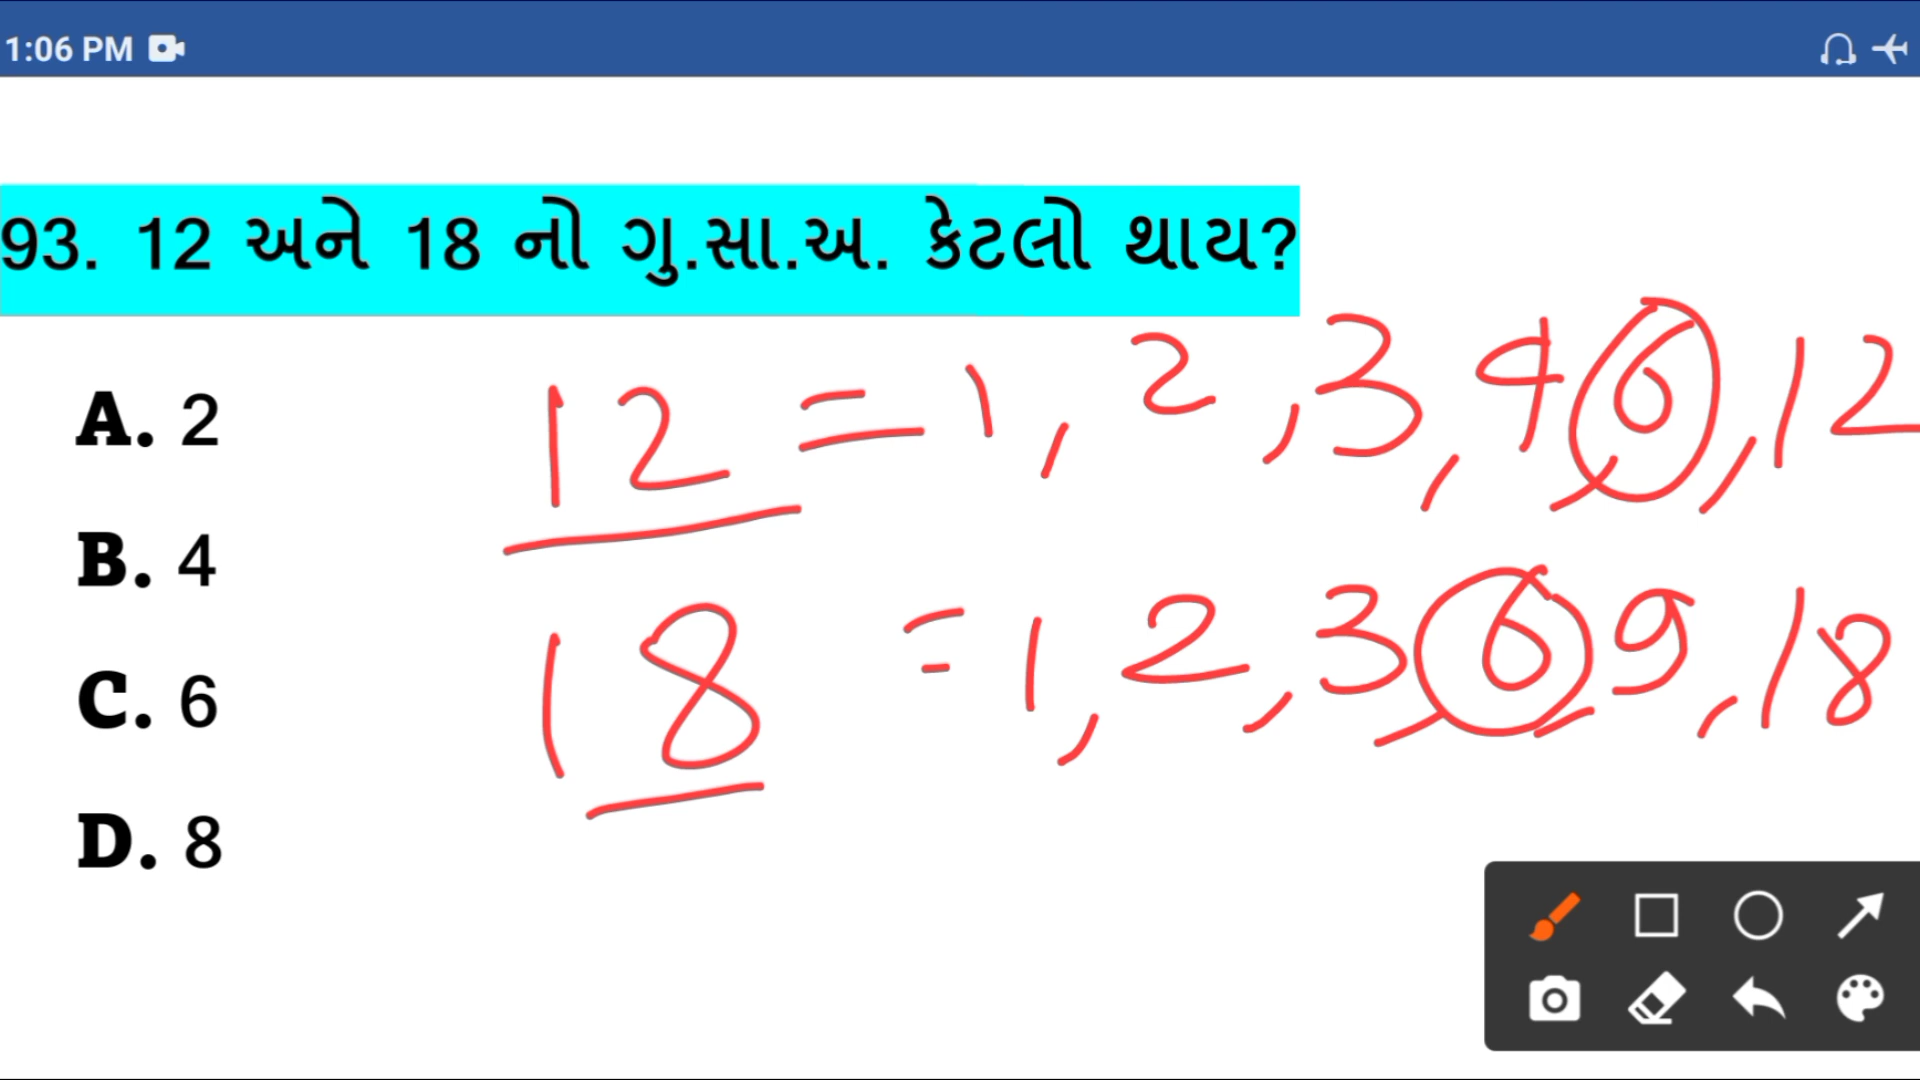 1:06 PM
93. 12 અને 18 નો ગુ.સા.અ. કેટલો થાય?
A. 2
B. 4
C. 6
D. 8
12 = 1, 2, 3, 4, 6, 12
18 = 1, 2, 3, 6, 9, 18